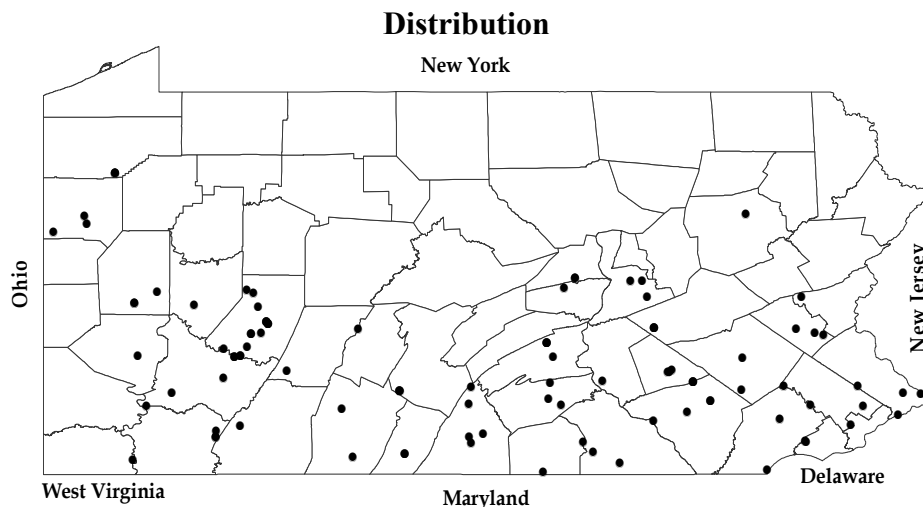 Distribution
New York
Ohio
New Jersey
West Virginia
Maryland
Delaware